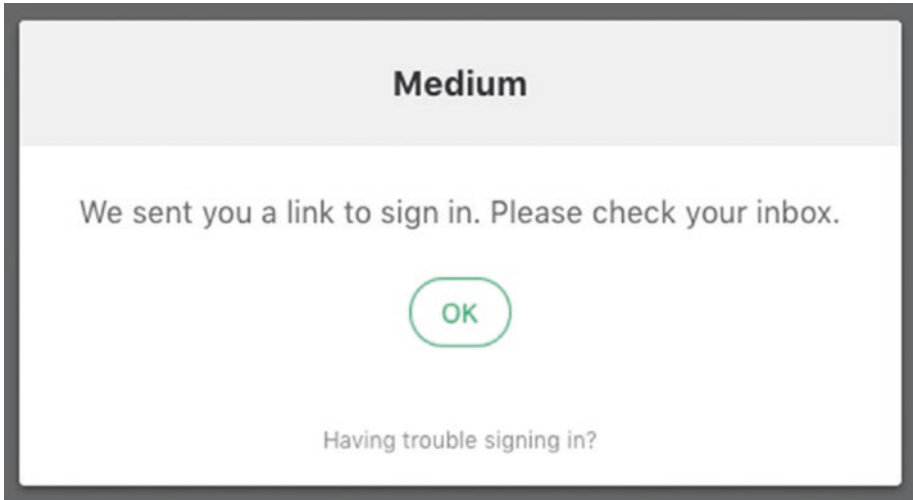 Medium
We sent you a link to sign in. Please check your inbox.
OK
Having trouble signing in?